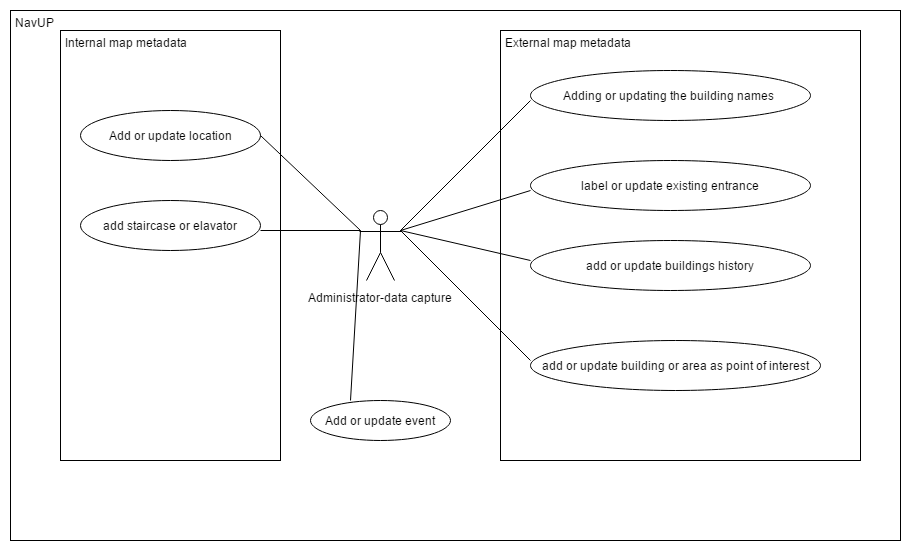 NavUP
Internal map metadata
Add or update location
add staircase or elavator
Administrator-data capture
Add or update event
External map metadata
Adding or updating the building names
label or update existing entrance
add or update buildings history
add or update building or area as point of interest